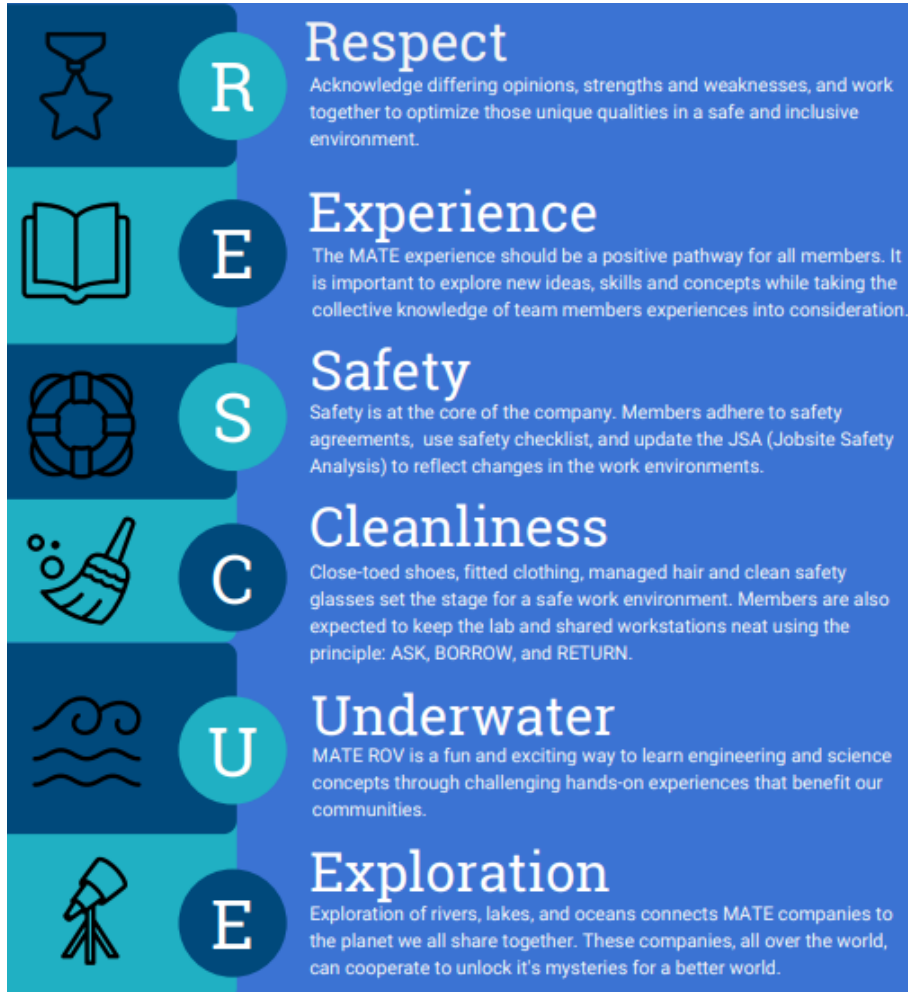 R
Respect
Acknowledge differing opinions, strengths and weaknesses, and work
together to optimize those unique qualities in a safe and inclusive
environment.
E
Experience
The MATE experience should be a positive pathway for all members. It
is important to explore new ideas, skills and concepts while taking the
collective knowledge of team members experiences into consideration.
S
Safety
Safety is at the core of the company. Members adhere to safety
agreements, use safety checklist, and update the JSA (Jobsite Safety
Analysis) to reflect changes in the work environments.
C
Cleanliness
Close-toed shoes, fitted clothing, managed hair and clean safety
glasses set the stage for a safe work environment. Members are also
expected to keep the lab and shared workstations neat using the
principle: ASK, BORROW, and RETURN.
U
Underwater
MATE ROV is a fun and exciting way to learn engineering and science
concepts through challenging hands-on experiences that benefit our
communities.
E
Exploration
Exploration of rivers, lakes, and oceans connects MATE companies to
the planet we all share together. These companies, all over the world,
can cooperate to unlock it's mysteries for a better world.